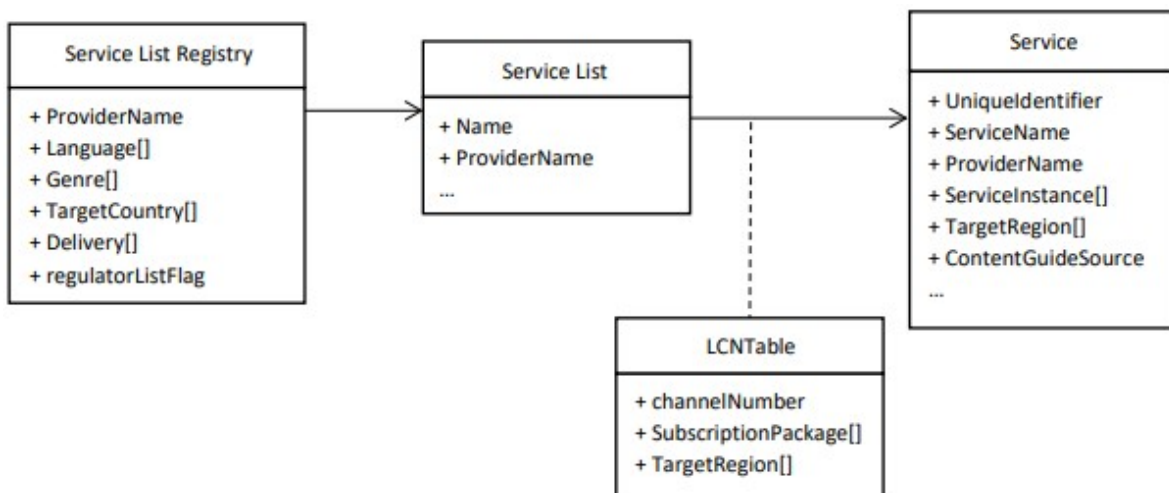 Service List Registry
+ ProviderName
+ Language[]
+ Genre[]
+ TargetCountry[]
+ Delivery[]
+ regulatorListFlag
Service List
+ Name
+ ProviderName
...
Service
+ UniqueIdentifier
+ ServiceName
+ ProviderName
+ ServiceInstance[]
+ TargetRegion[]
+ ContentGuideSource
...
LCNTable
+ channelNumber
+ SubscriptionPackage[]
+ TargetRegion[]